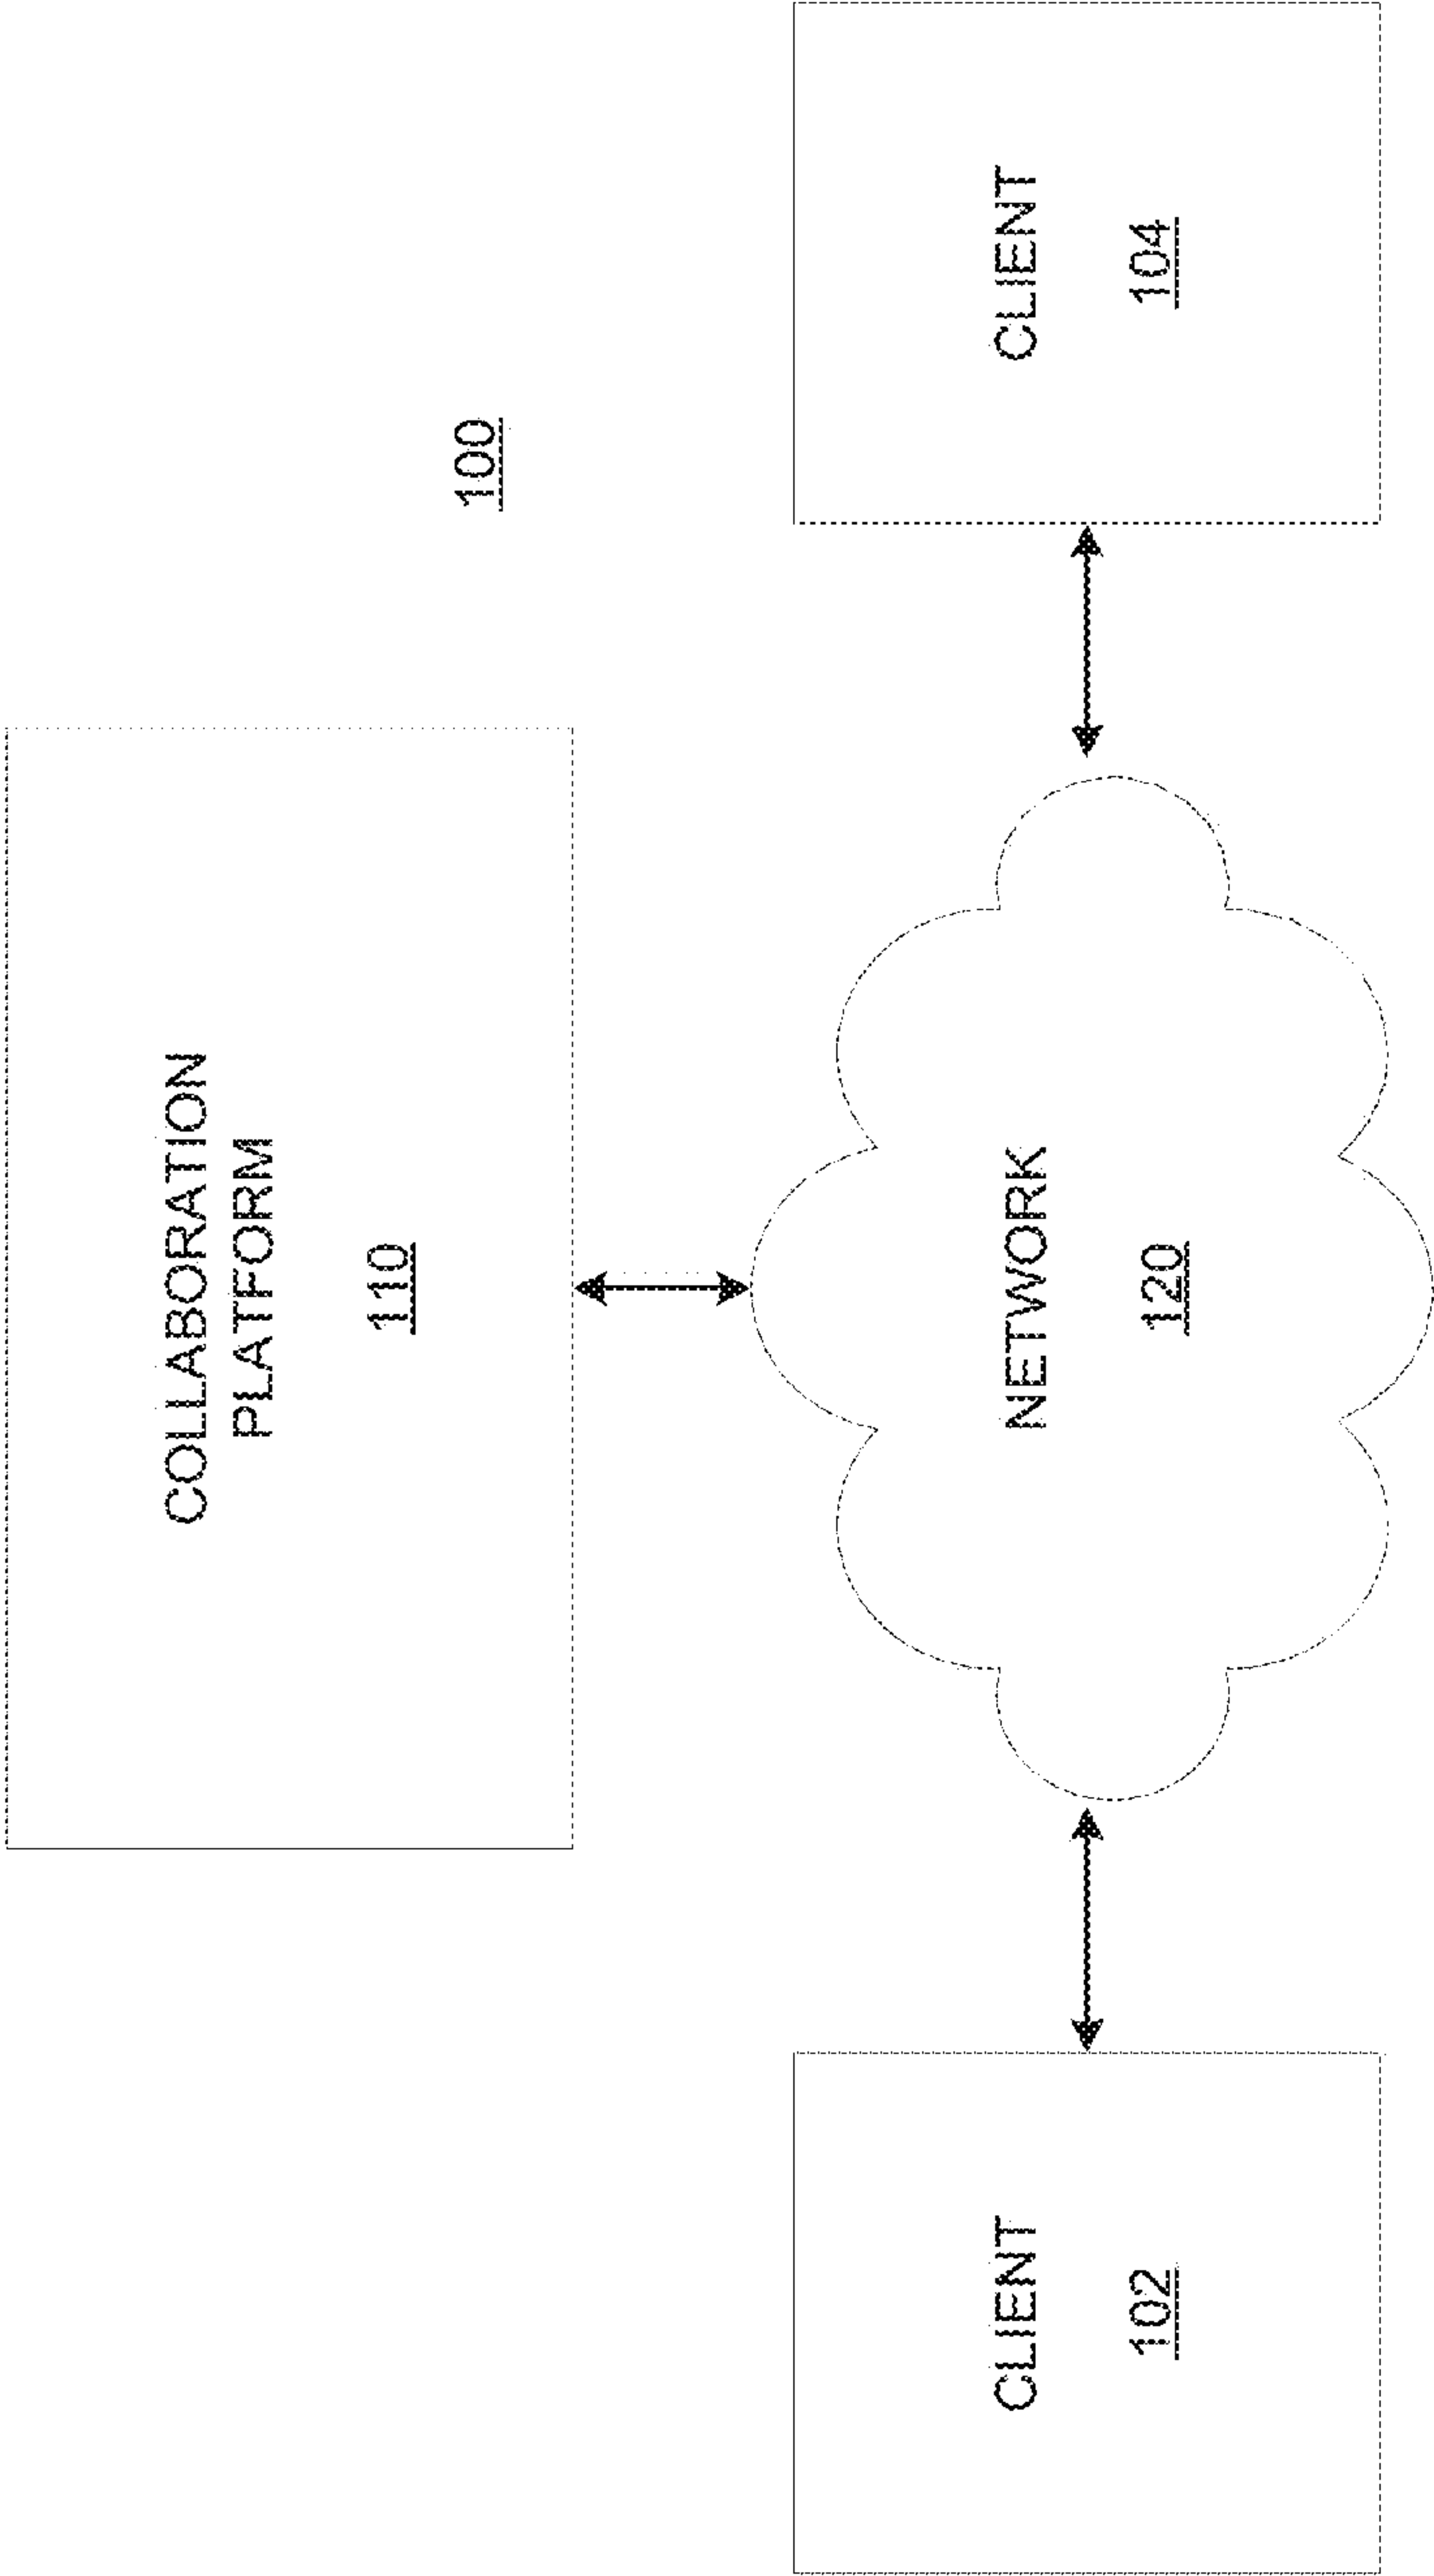 COLLABORATION
PLATFORM
110
100
CLIENT
102
NETWORK
120
CLIENT
104